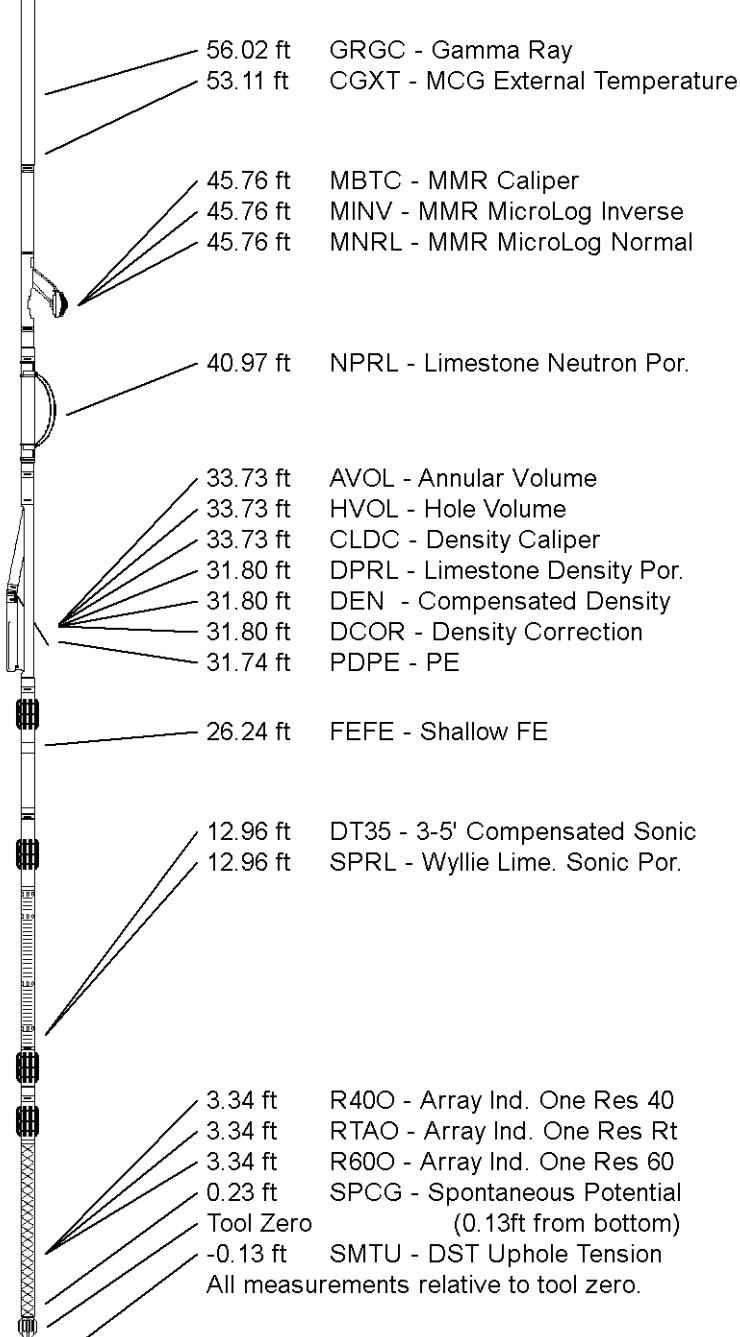 56.02 ft GRGC - Gamma Ray
53.11 ft CGXT - MCG External Temperature
45.76 ft MBTC - MMR Caliper
45.76 ft MINV - MMR MicroLog Inverse
45.76 ft MNRL - MMR MicroLog Normal
40.97 ft NPRL - Limestone Neutron Por.
33.73 ft AVOL - Annular Volume
33.73 ft HVOL - Hole Volume
33.73 ft CLDC - Density Caliper
31.80 ft DPRL - Limestone Density Por.
31.80 ft DEN - Compensated Density
31.80 ft DCOR - Density Correction
31.74 ft PDPE - PE
26.24 ft FEFE - Shallow FE
12.96 ft DT35 - 3-5' Compensated Sonic
12.96 ft SPRL - Wyllie Lime. Sonic Por.
3.34 ft R40O - Array Ind. One Res 40
3.34 ft RTAO - Array Ind. One Res Rt
3.34 ft R60O - Array Ind. One Res 60
0.23 ft SPCG - Spontaneous Potential
Tool Zero (0.13ft from bottom)
-0.13 ft SMTU - DST Uphole Tension
All measurements relative to tool zero.